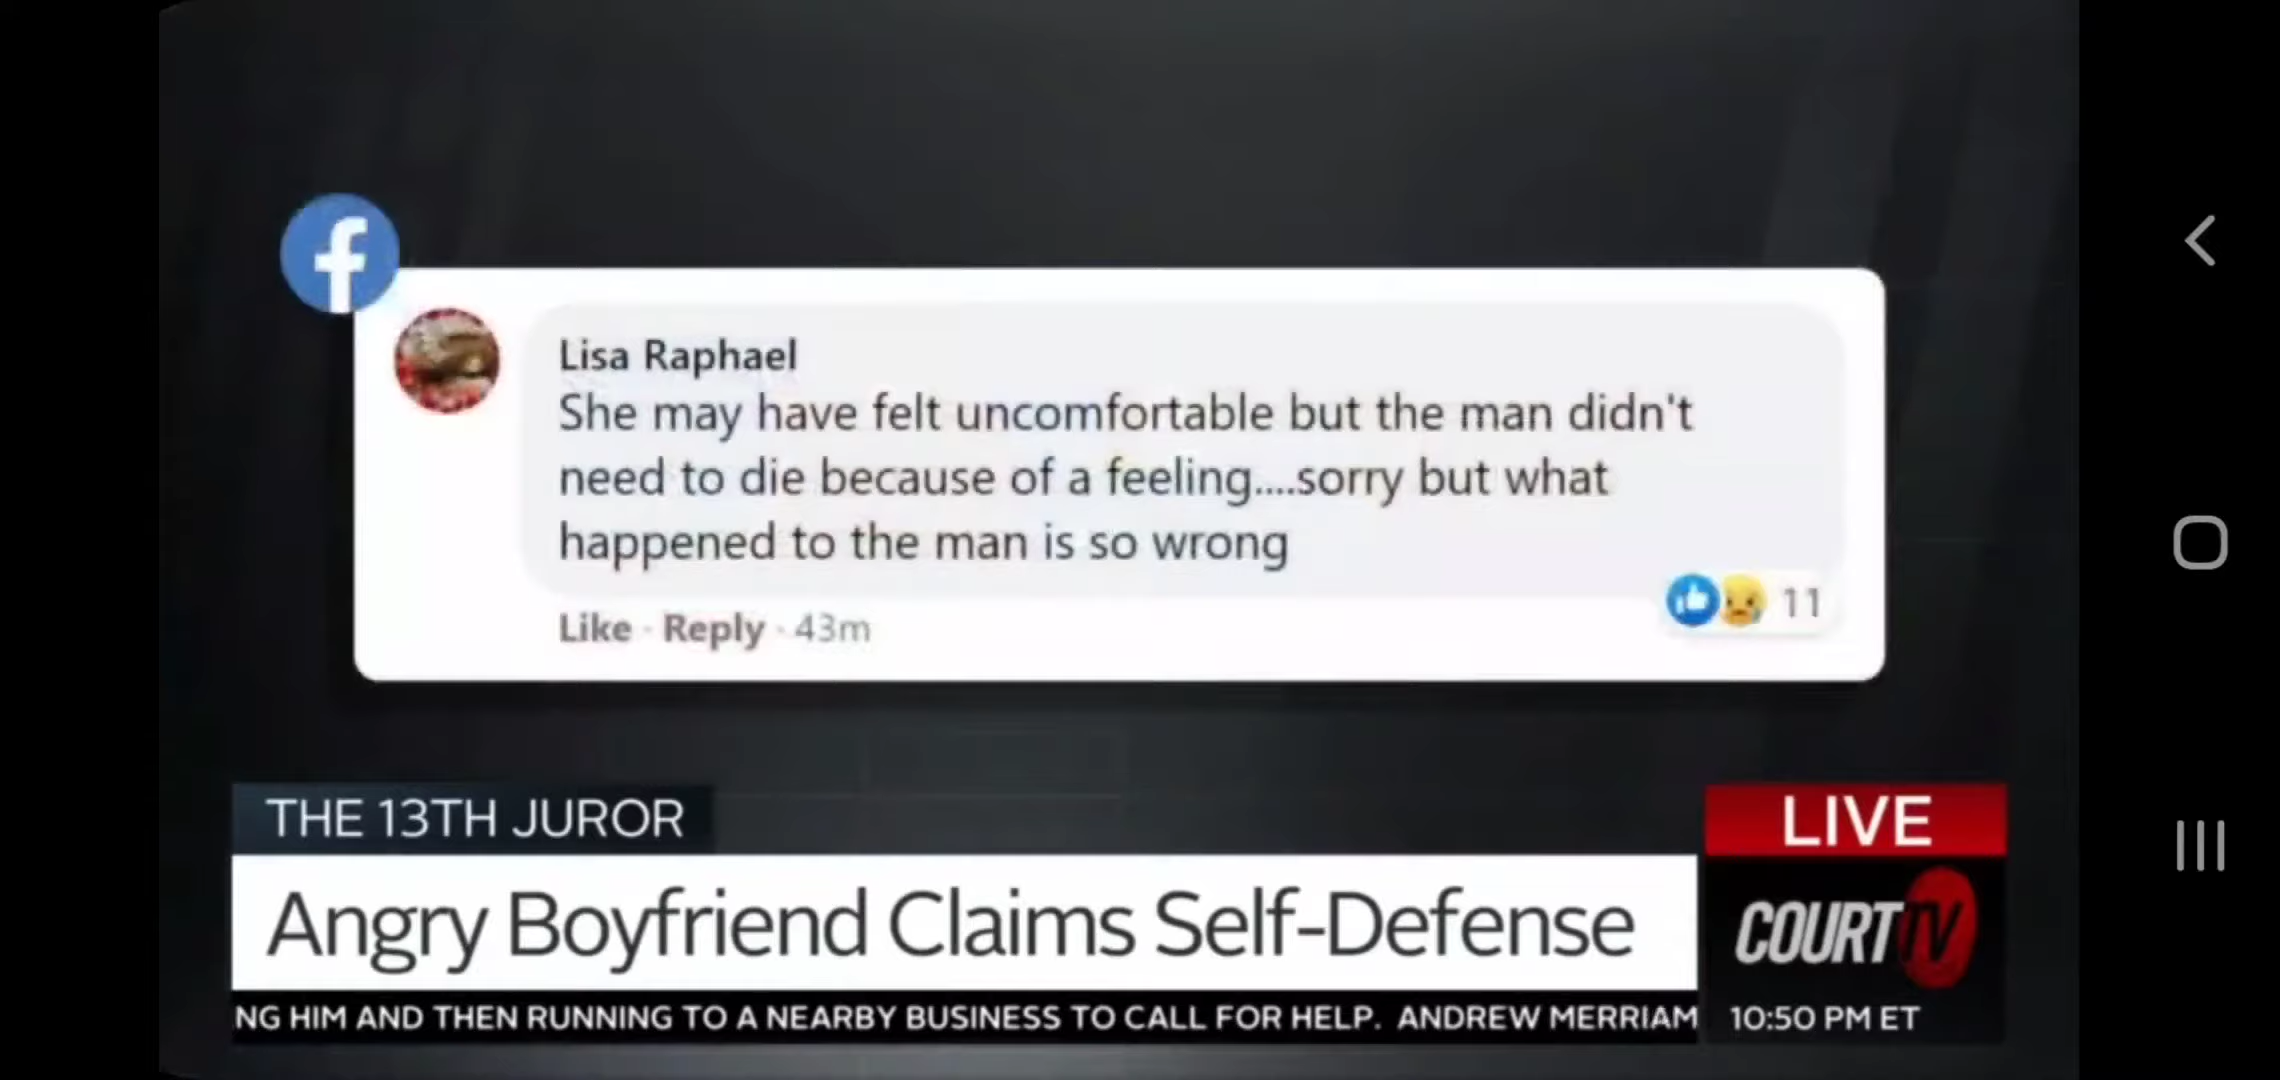 Lisa Raphael
She may have felt uncomfortable but the man didn't
need to die because of a feeling....sorry but what
happened to the man is so wrong
Like · Reply · 43m
11
THE 13TH JUROR
LIVE
Angry Boyfriend Claims Self-Defense
COURT TV
NG HIM AND THEN RUNNING TO A NEARBY BUSINESS TO CALL FOR HELP. ANDREW MERRIAM
10:50 PM ET